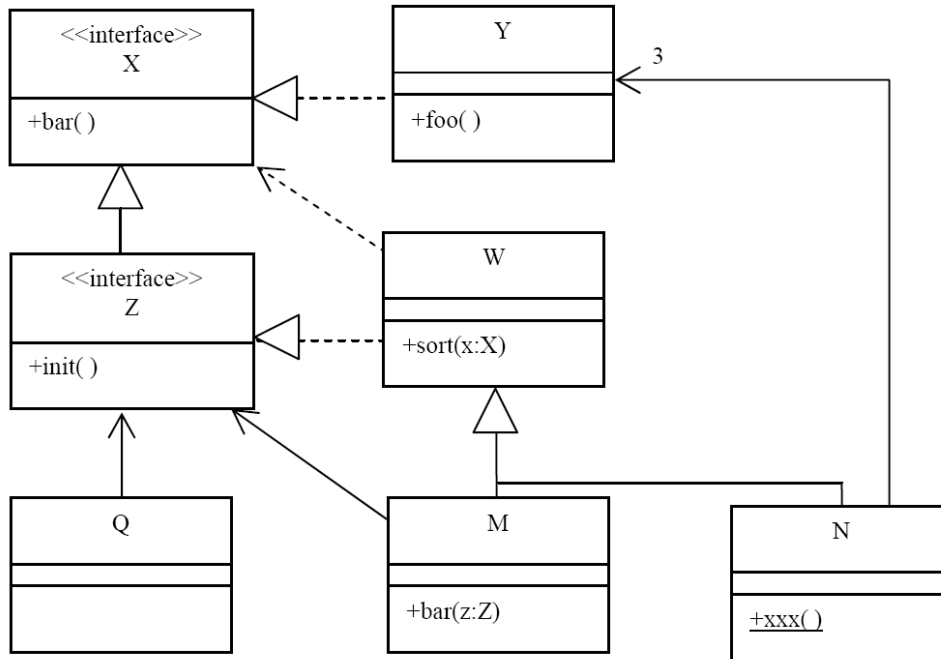 <<interface>>
X
+bar( )
Y
+foo( )
3
<<interface>>
Z
+init( )
W
+sort(x:X)
Q
M
+bar(z:Z)
N
+xxx( )